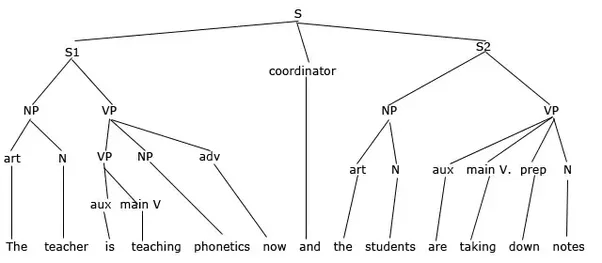 S
S1 S2
coordinator
NP VP NP VP
art N VP NP adv
art N aux main V. prep N
aux main V
The teacher is teaching phonetics now and the students are taking down notes